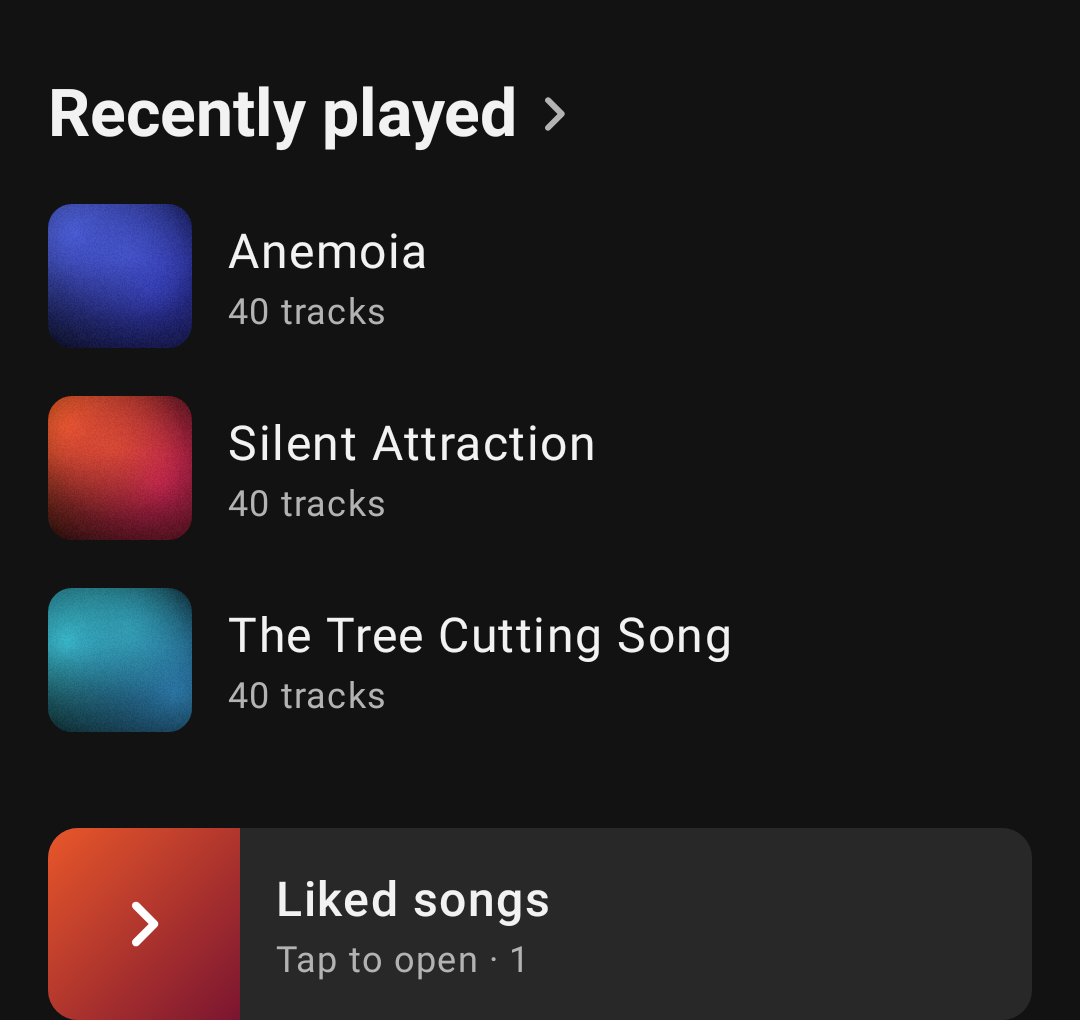 Recently played
Anemoia
40 tracks
Silent Attraction
40 tracks
The Tree Cutting Song
40 tracks
Liked songs
Tap to open · 1